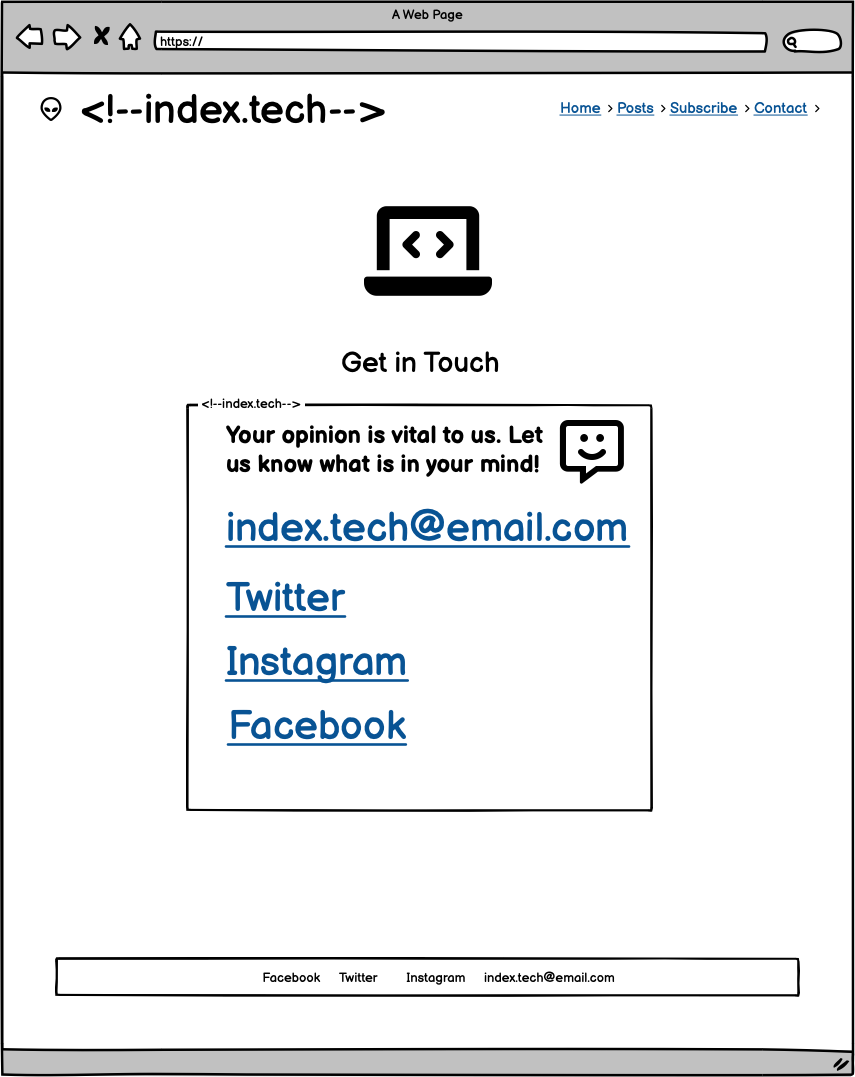 A Web Page
https://
<!--index.tech-->
Home > Posts > Subscribe > Contact >
Get in Touch
<!--index.tech-->
Your opinion is vital to us. Let
us know what is in your mind!
index.tech@email.com
Twitter
Instagram
Facebook
Facebook Twitter Instagram index.tech@email.com